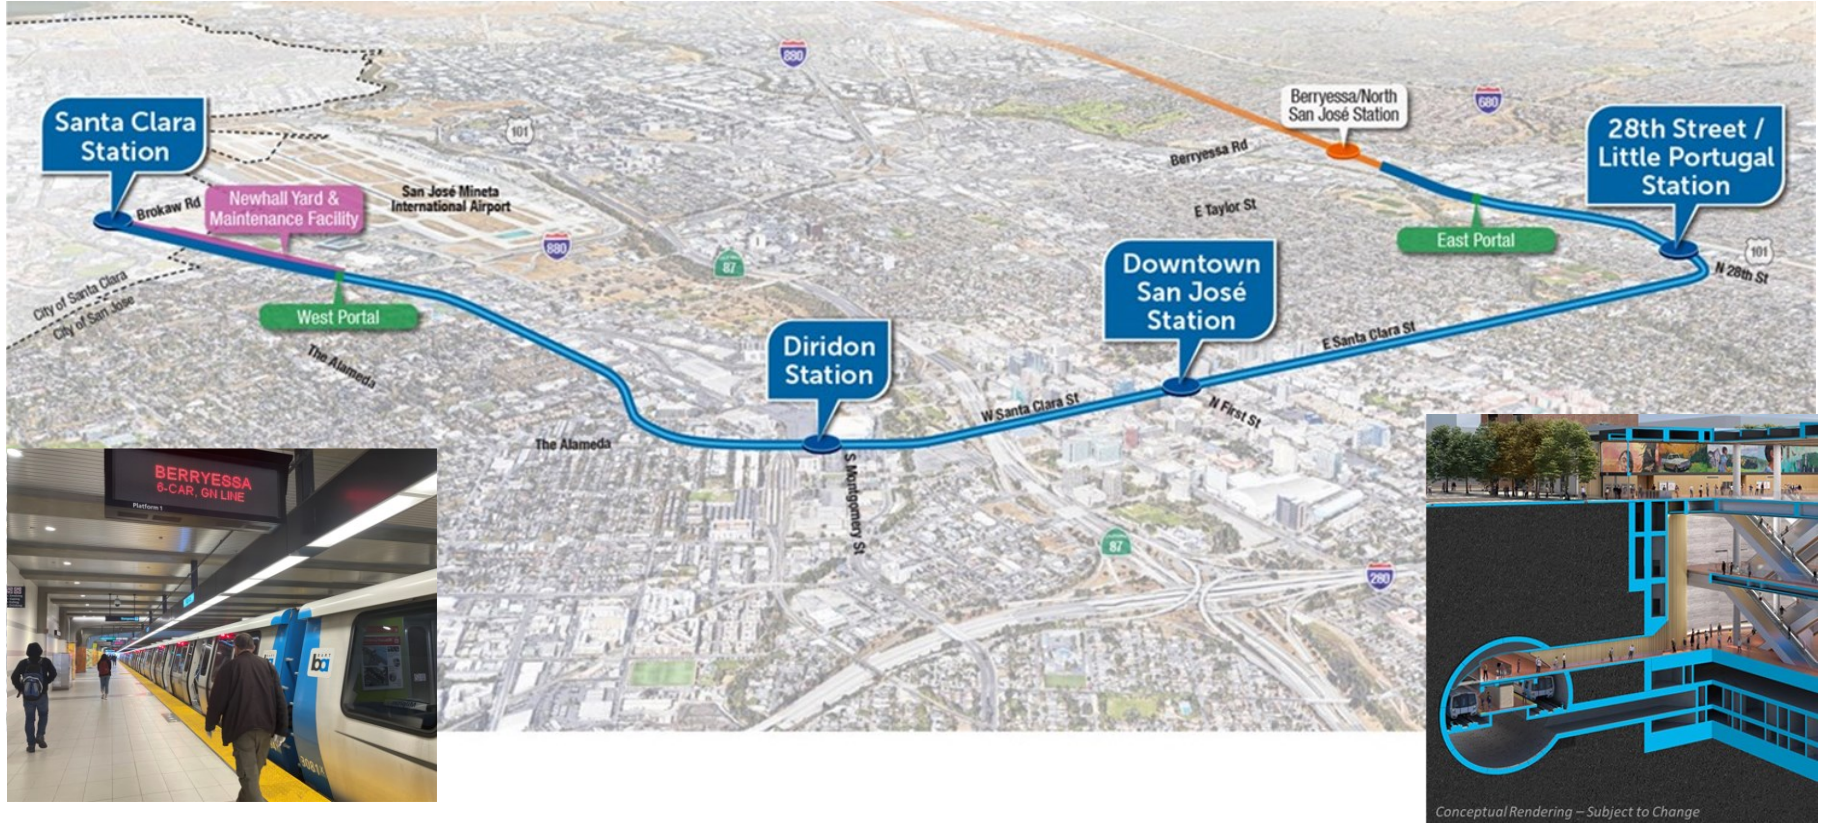 880
Santa Clara
Station
101
Berryessa/North
San José Station
680
28th Street /
Little Portugal
Station
Berryessa Rd
Brokaw Rd
Newhall Yard &
Maintenance Facility
San José Mineta
International Airport
E Taylor St
East Portal
880
87
101
N 28th St
City of Santa Clara
City of San Jose
West Portal
Downtown
San José
Station
The Alameda
Diridon
Station
E Santa Clara St
W Santa Clara St
N First St
The Alameda
S Montgomery St
87
280
BERRYESSA
6-CAR, GN LINE
Platform 1
ba
Conceptual Rendering – Subject to Change